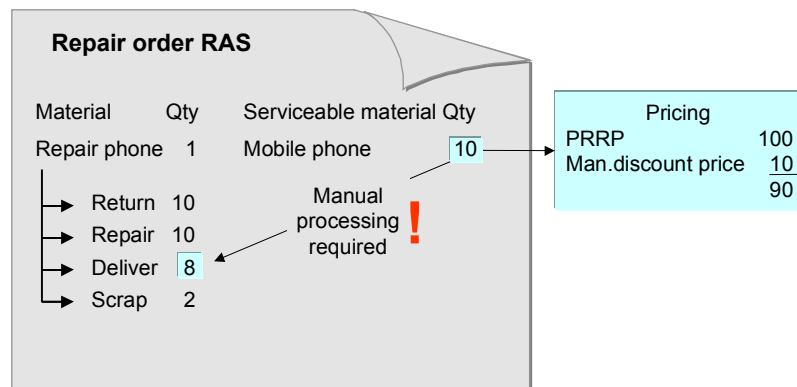 Repair order RAS
Material Qty Serviceable material Qty
Repair phone 1 Mobile phone 10
Return 10
Repair 10
Deliver 8
Scrap 2
Manual
processing
required
!
Pricing
PRRP 100
Man.discount price 10
90